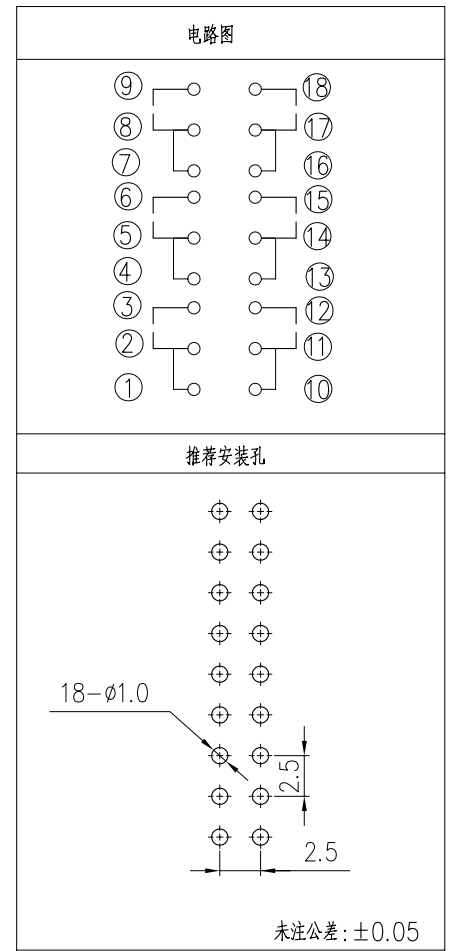 电路图
⑨ ⑱
⑧ ⑰
⑦ ⑯
⑥ ⑮
⑤ ⑭
④ ⑬
③ ⑫
② ⑪
① ⑩
推荐安装孔
18-ø1.0
2.5
2.5
未注公差:±0.05